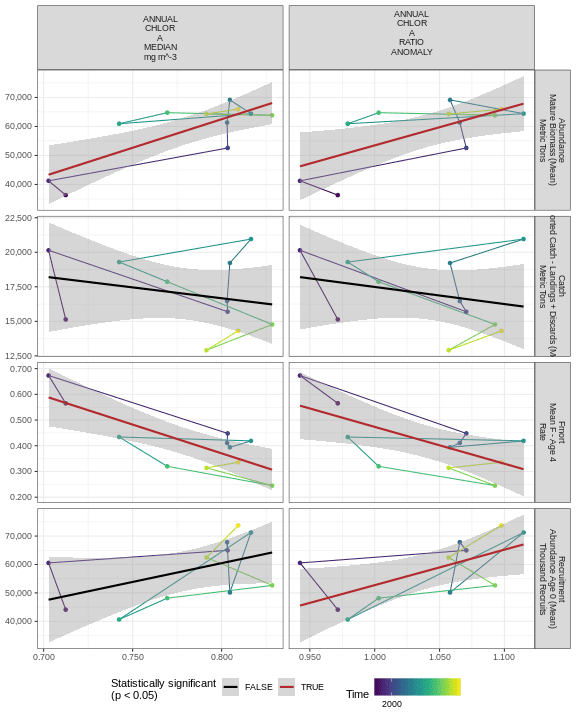 ANNUAL
CHLOR
A
MEDIAN
mg m^-3
ANNUAL
CHLOR
A
RATIO
ANOMALY
70,000
60,000
50,000
40,000
Abundance
Mature Biomass (Mean)
Metric Tons
22,500
20,000
17,500
15,000
12,500
Catch
orted Catch - Landings + Discards (M
Metric Tons
0.700
0.600
0.500
0.400
0.300
0.200
Fmort
Mean F - Age 4
Rate
70,000
60,000
50,000
40,000
Recruitment
Abundance Age 0 (Mean)
Thousand Recruits
0.700
0.750
0.800
0.950
1.000
1.050
1.100
Statistically significant
(p < 0.05)
FALSE
TRUE
Time
2000